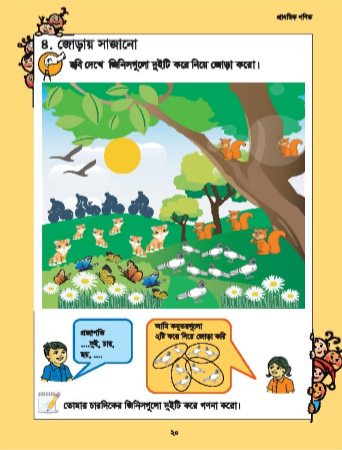 প্রাথমিক গণিত
৪. জোড়ায় সাজানো
ছবি দেখে জিনিসগুলো দুইটি করে নিয়ে জোড়া করো।
প্রজাপতি
....দুই, চার,
ছয়, ....
আমি কবুতরগুলো
২টি করে নিয়ে জোড়া করি
তোমার চারদিকের জিনিসগুলো দুইটি করে গণনা করো।
২০